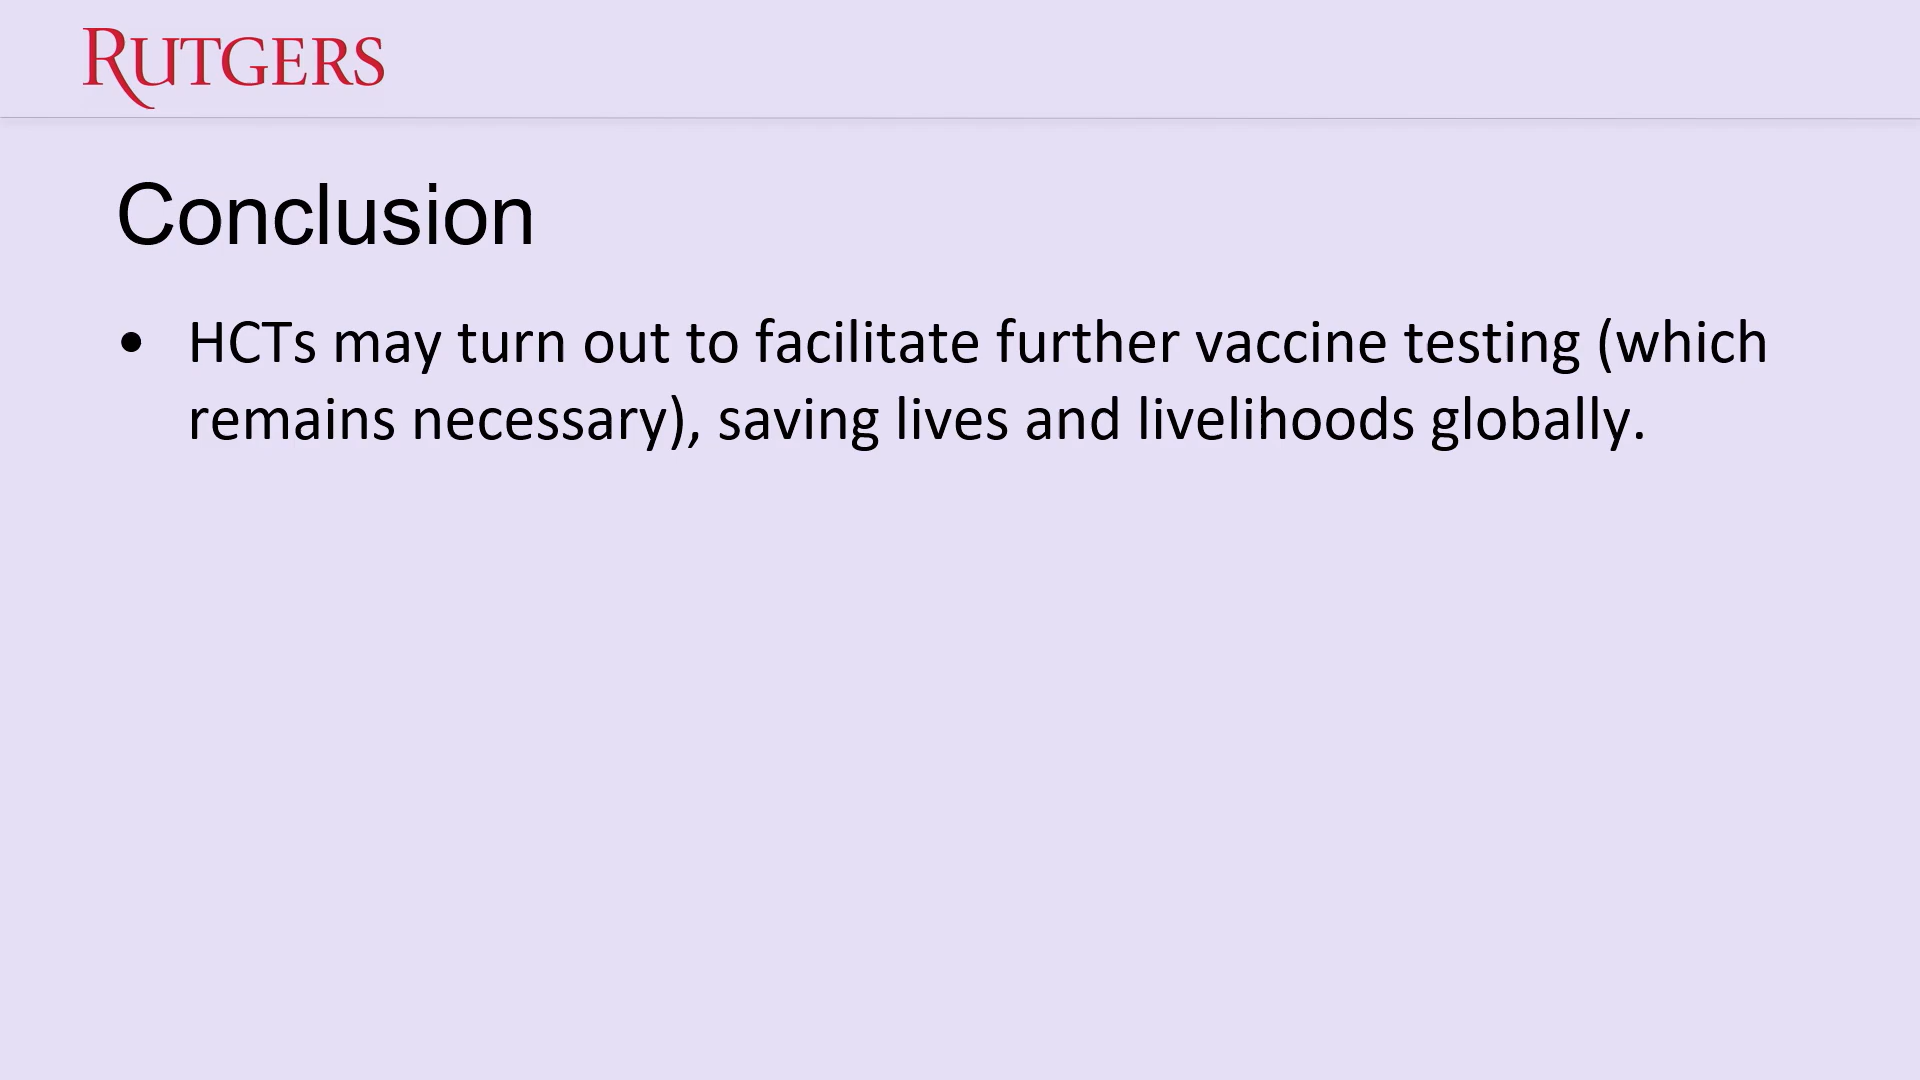 RUTGERS
Conclusion
• HCTs may turn out to facilitate further vaccine testing (which
remains necessary), saving lives and livelihoods globally.